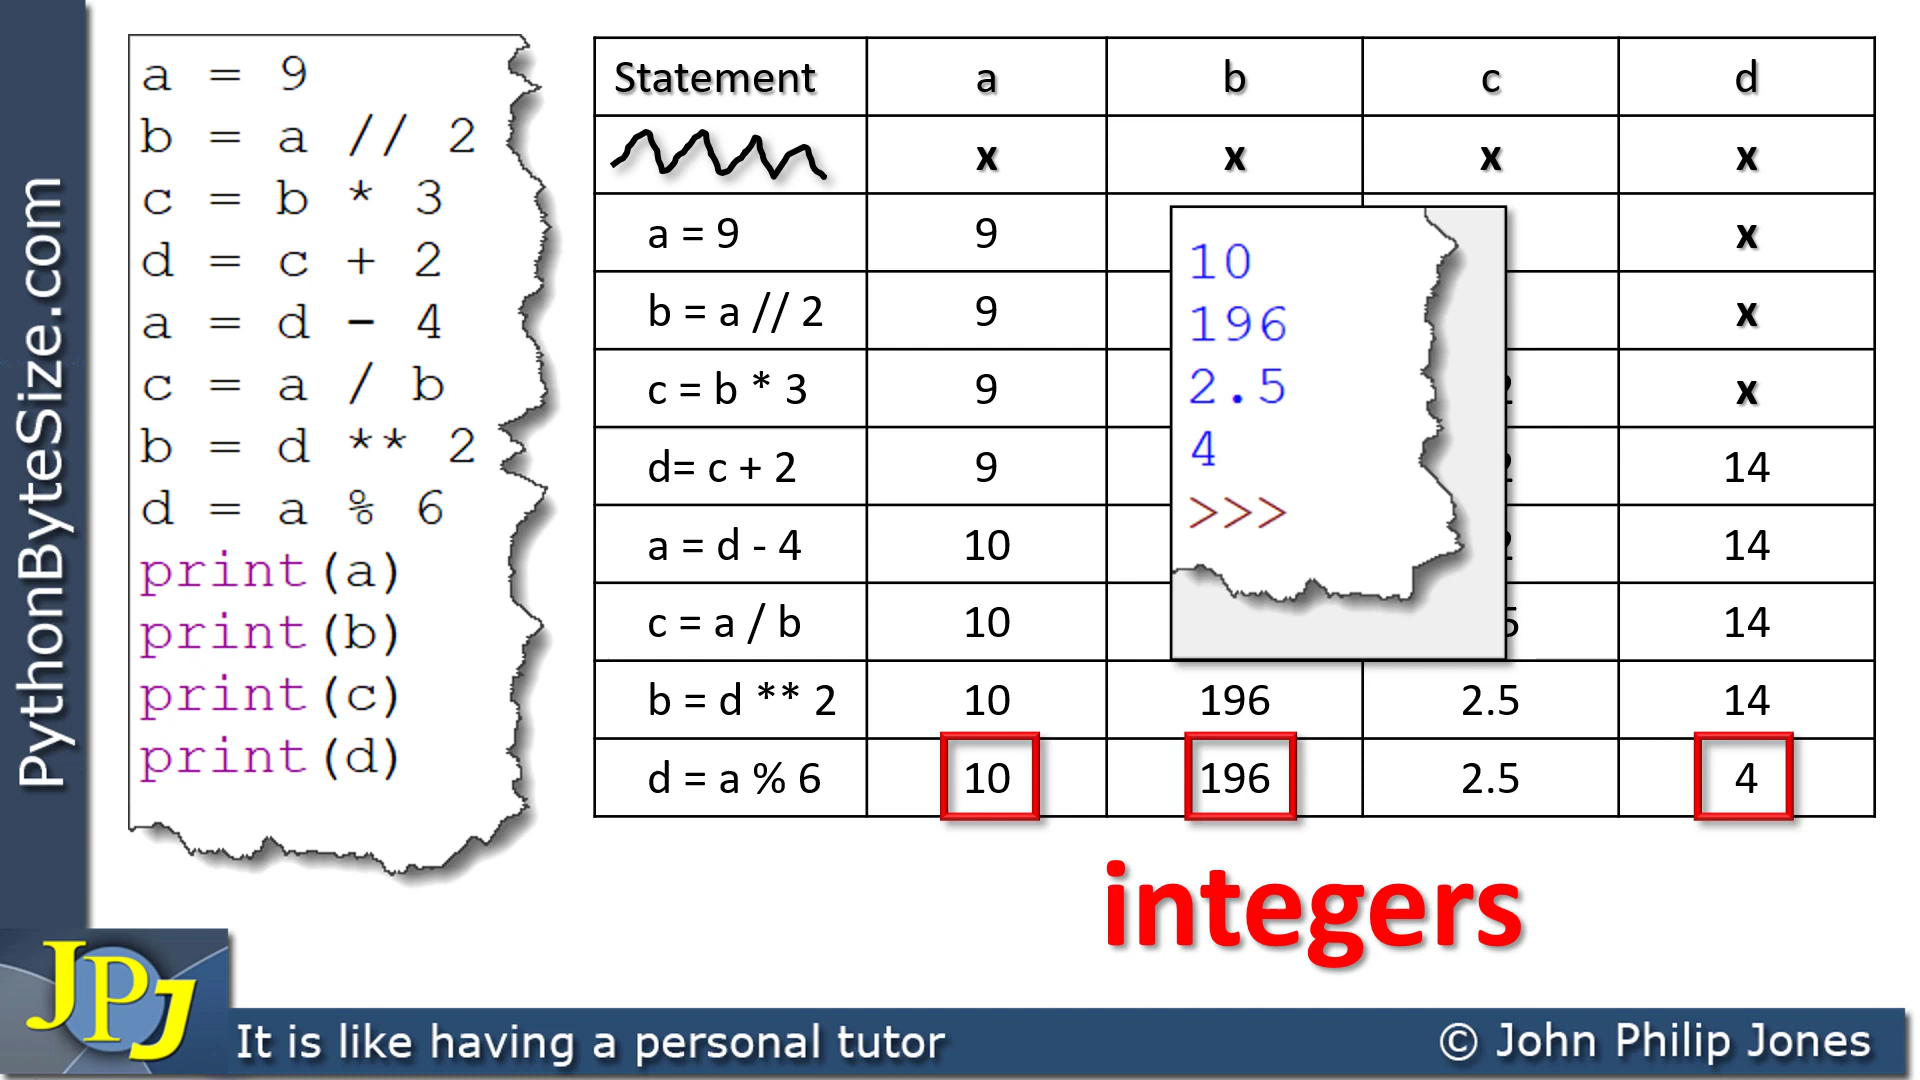 PythonByteSize.com
a = 9
b = a // 2
c = b * 3
d = c + 2
a = d - 4
c = a / b
b = d ** 2
d = a % 6
print(a)
print(b)
print(c)
print(d)
Statement a b c d
x x x x
a = 9 9 x
b = a // 2 9 x
c = b * 3 9 x
d= c + 2 9 14
a = d - 4 10 14
c = a / b 10 14
b = d ** 2 10 196 2.5 14
d = a % 6 10 196 2.5 4
10
196
2.5
4
>>>
integers
JPJ
It is like having a personal tutor
© John Philip Jones